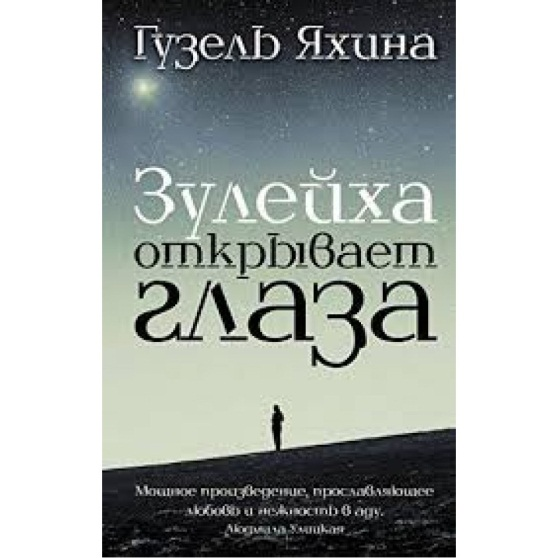 Гузель Яхина
Зулейха
открывает
глаза
Мощное произведение, прославляющее
любовь и нежность в аду.
Людмила Улицкая